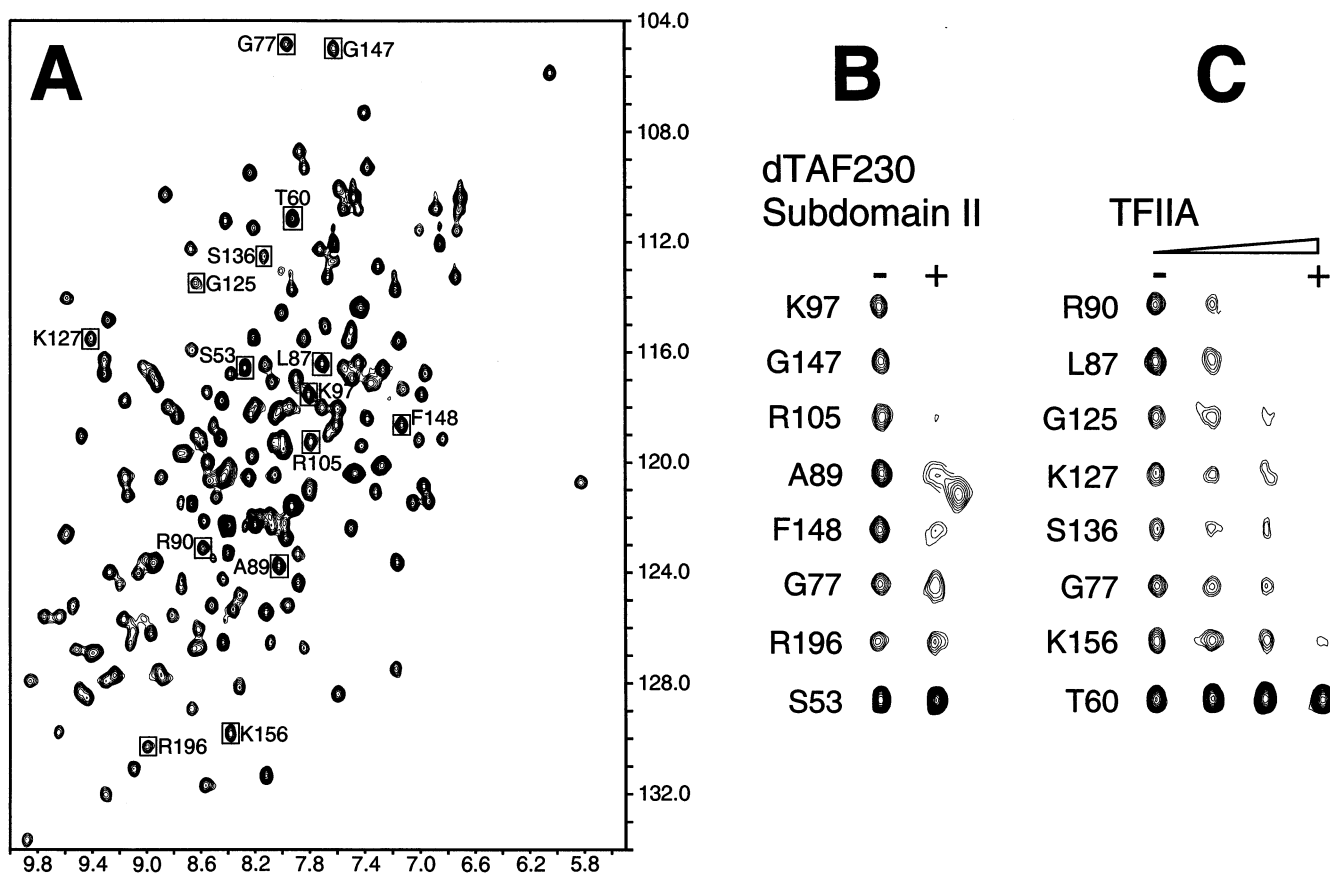 A
G77
G147
104.0
108.0
T60
112.0
S136
G125
K127
S53
L87
116.0
K97
F148
R105
120.0
R90
A89
124.0
128.0
R196
K156
132.0
9.8 9.4 9.0 8.6 8.2 7.8 7.4 7.0 6.6 6.2 5.8
B
dTAF230
Subdomain II
- +
K97
G147
R105
A89
F148
G77
R196
S53
C
TFIIA
- +
R90
L87
G125
K127
S136
G77
K156
T60